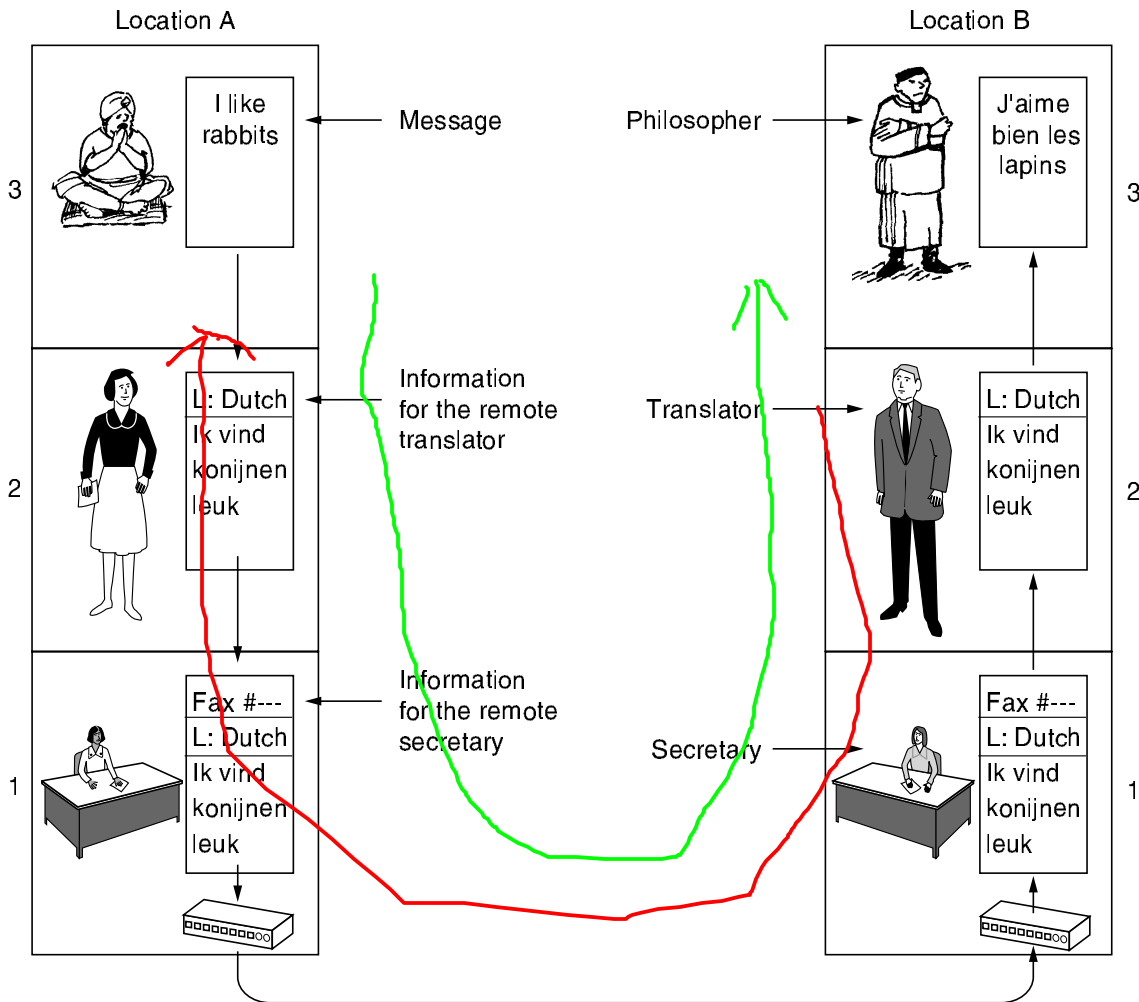 Location A
Location B
I like
rabbits
Message
Philosopher
J'aime
bien les
lapins
3
3
L: Dutch
Ik vind
konijnen
leuk
Information
for the remote
translator
Translator
L: Dutch
Ik vind
konijnen
leuk
2
2
Fax #---
L: Dutch
Ik vind
konijnen
leuk
Information
for the remote
secretary
Secretary
Fax #---
L: Dutch
Ik vind
konijnen
leuk
1
1